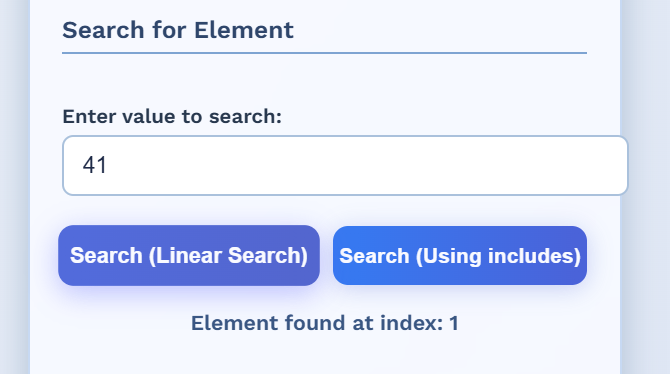 Search for Element
Enter value to search:
41
Search (Linear Search) Search (Using includes)
Element found at index: 1